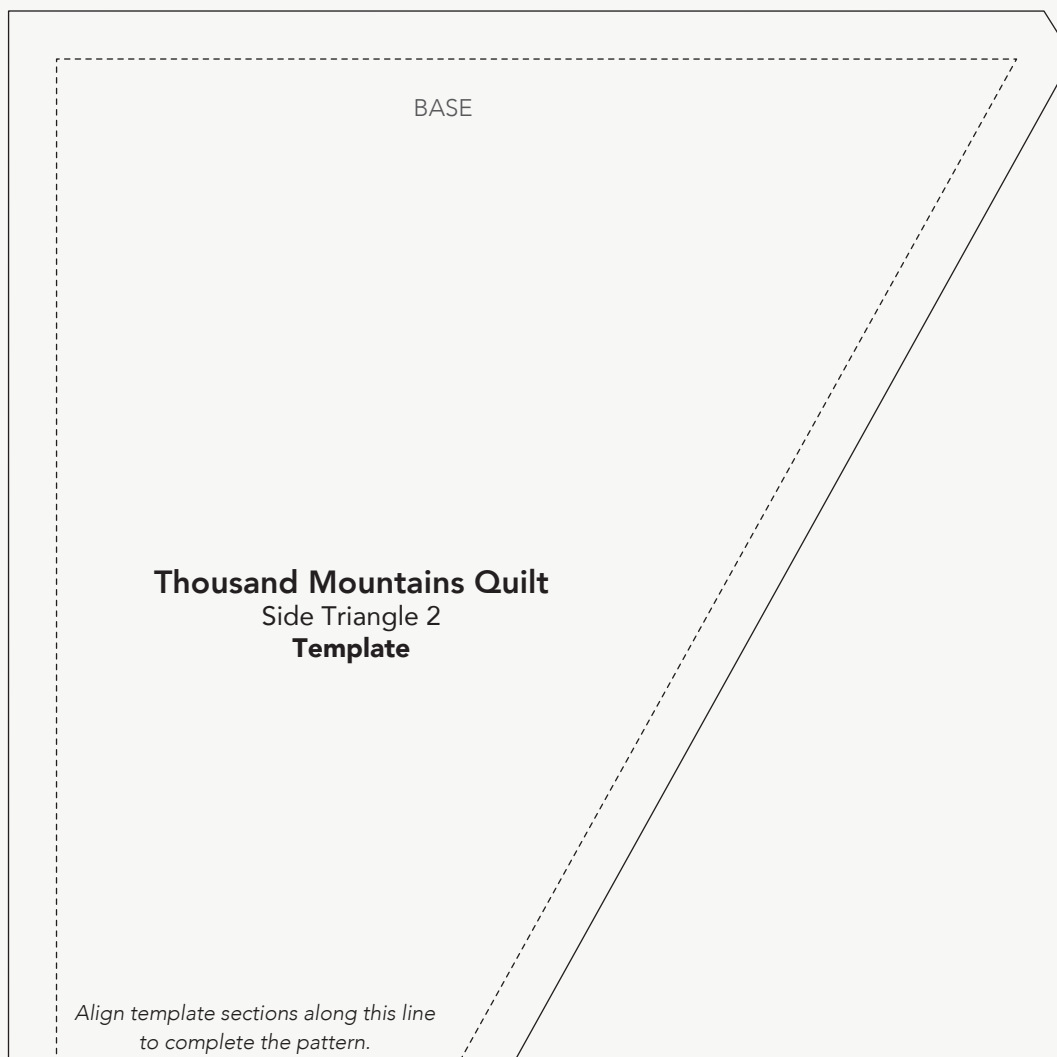 BASE
Thousand Mountains Quilt
Side Triangle 2
Template
Align template sections along this line
to complete the pattern.